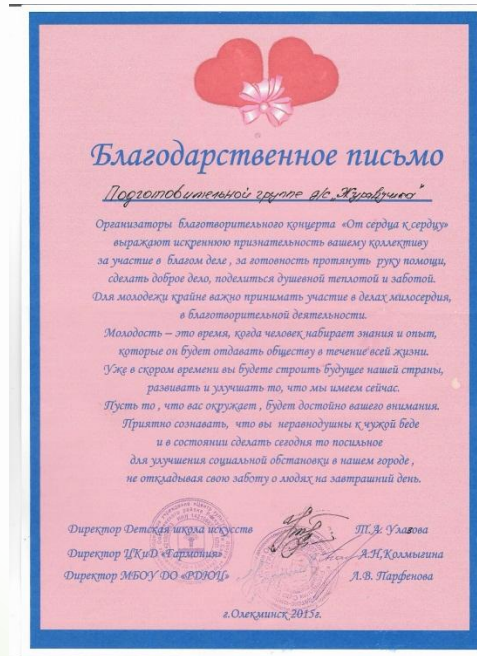 Благодарственное письмо
Подготовительной группе д/с "Журавушка"
Организаторы благотворительного концерта «От сердца к сердцу»
выражают искреннюю признательность вашему коллективу
за участие в благом деле , за готовность протянуть руку помощи,
сделать доброе дело, поделиться душевной теплотой и заботой.
Для молодежи крайне важно принимать участие в делах милосердия,
в благотворительной деятельности.
Молодость – это время, когда человек набирает знания и опыт,
которые он будет отдавать обществу в течение всей жизни.
Уже в скором времени вы будете строить будущее нашей страны,
развивать и улучшать то, что мы имеем сейчас.
Пусть то , что вас окружает , будет достойно вашего внимания.
Приятно сознавать, что вы неравнодушны к чужой беде
и в состоянии сделать сегодня то посильное
для улучшения социальной обстановки в нашем городе ,
не откладывая свою заботу о людях на завтрашний день.
Директор Детская школа искусств Т.А.
Директор ЦКиД «Гармония» А.Н.Колмыгина
Директор МБОУ ДО «РДЮЦ» Л.В. Парфенова
г.Олекминск 2015г.